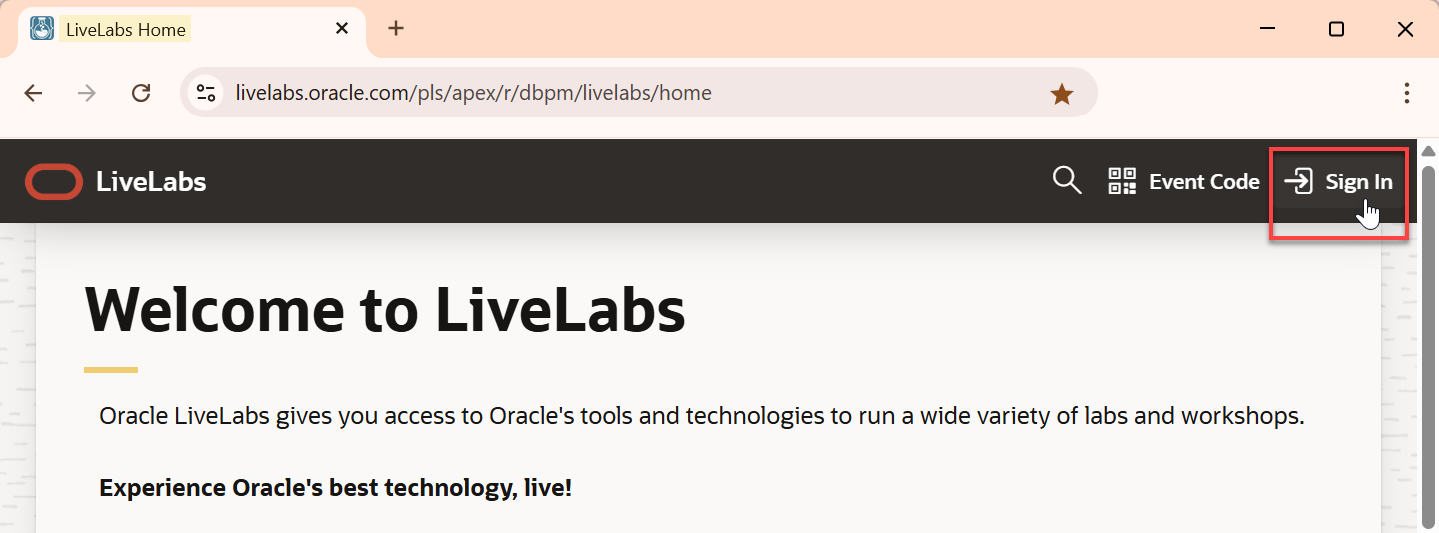 LiveLabs Home
livelabs.oracle.com/pls/apex/r/dbpm/livelabs/home
LiveLabs Event Code Sign In
Welcome to LiveLabs
Oracle LiveLabs gives you access to Oracle's tools and technologies to run a wide variety of labs and workshops.
Experience Oracle's best technology, live!